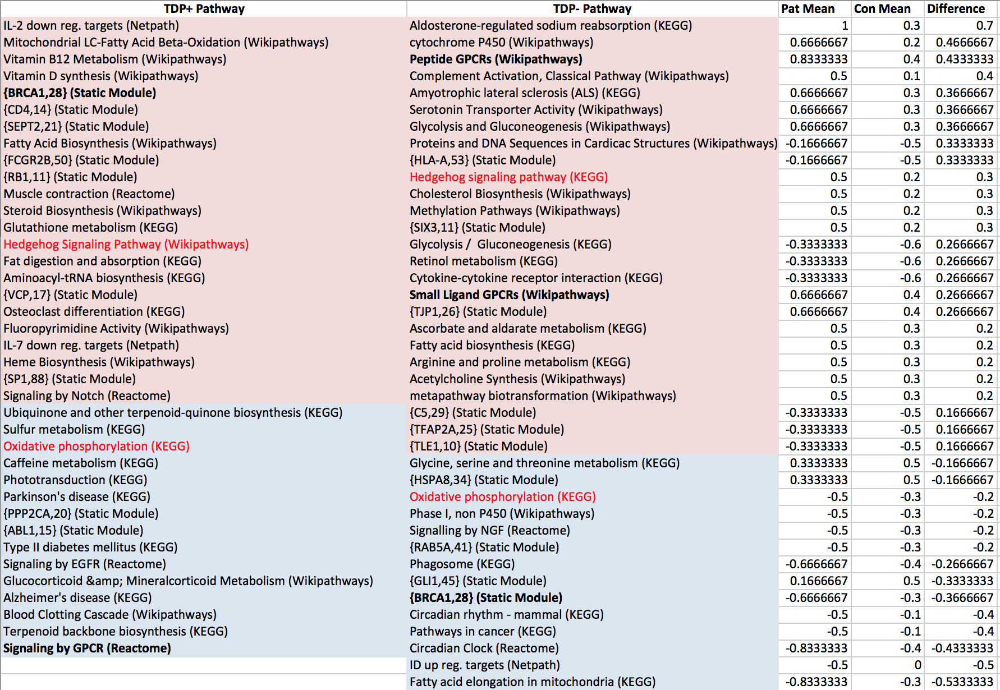 TDP+ Pathway TDP- Pathway Pat Mean Con Mean Difference
IL-2 down reg. targets (Netpath) Aldosterone-regulated sodium reabsorption (KEGG) 1 0.3 0.7
Mitochondrial LC-Fatty Acid Beta-Oxidation (Wikipathways) cytochrome P450 (Wikipathways) 0.6666667 0.2 0.4666667
Vitamin B12 Metabolism (Wikipathways) Peptide GPCRs (Wikipathways) 0.8333333 0.4 0.4333333
Vitamin D synthesis (Wikipathways) Complement Activation, Classical Pathway (Wikipathways) 0.5 0.1 0.4
{BRCA1,28} (Static Module) Amyotrophic lateral sclerosis (ALS) (KEGG) 0.6666667 0.3 0.3666667
{CD4,14} (Static Module) Serotonin Transporter Activity (Wikipathways) 0.6666667 0.3 0.3666667
{SEPT2,21} (Static Module) Glycolysis and Gluconeogenesis (Wikipathways) 0.6666667 0.3 0.3666667
Fatty Acid Biosynthesis (Wikipathways) Proteins and DNA Sequences in Cardicac Structures (Wikipathways) -0.1666667 -0.5 0.3333333
{FCGR2B,50} (Static Module) {HLA-A,53} (Static Module) -0.1666667 -0.5 0.3333333
{RB1,11} (Static Module) Hedgehog signaling pathway (KEGG) 0.5 0.2 0.3
Muscle contraction (Reactome) Cholesterol Biosynthesis (Wikipathways) 0.5 0.2 0.3
Steroid Biosynthesis (Wikipathways) Methylation Pathways (Wikipathways) 0.5 0.2 0.3
Glutathione metabolism (KEGG) {SIX3,11} (Static Module) 0.5 0.2 0.3
Hedgehog Signaling Pathway (Wikipathways) Glycolysis / Gluconeogenesis (KEGG) -0.3333333 -0.6 0.2666667
Fat digestion and absorption (KEGG) Retinol metabolism (KEGG) -0.3333333 -0.6 0.2666667
Aminoacyl-tRNA biosynthesis (KEGG) Cytokine-cytokine receptor interaction (KEGG) -0.3333333 -0.6 0.2666667
{VCP,17} (Static Module) Small Ligand GPCRs (Wikipathways) 0.6666667 0.4 0.2666667
Osteoclast differentiation (KEGG) {TJP1,26} (Static Module) 0.6666667 0.4 0.2666667
Fluoropyrimidine Activity (Wikipathways) Ascorbate and aldarate metabolism (KEGG) 0.5 0.3 0.2
IL-7 down reg. targets (Netpath) Fatty acid biosynthesis (KEGG) 0.5 0.3 0.2
Heme Biosynthesis (Wikipathways) Arginine and proline metabolism (KEGG) 0.5 0.3 0.2
{SP1,88} (Static Module) Acetylcholine Synthesis (Wikipathways) 0.5 0.3 0.2
Signaling by Notch (Reactome) metapathway biotransformation (Wikipathways) 0.5 0.3 0.2
Ubiquinone and other terpenoid-quinone biosynthesis (KEGG) {C5,29} (Static Module) -0.3333333 -0.5 0.1666667
Sulfur metabolism (KEGG) {TFAP2A,25} (Static Module) -0.3333333 -0.5 0.1666667
Oxidative phosphorylation (KEGG) {TLE1,10} (Static Module) -0.3333333 -0.5 0.1666667
Caffeine metabolism (KEGG) Glycine, serine and threonine metabolism (KEGG) 0.3333333 0.5 -0.1666667
Phototransduction (KEGG) {HSPA8,34} (Static Module) 0.3333333 0.5 -0.1666667
Parkinson's disease (KEGG) Oxidative phosphorylation (KEGG) -0.5 -0.3 -0.2
{PPP2CA,20} (Static Module) Phase I, non P450 (Wikipathways) -0.5 -0.3 -0.2
{ABL1,15} (Static Module) Signalling by NGF (Reactome) -0.5 -0.3 -0.2
Type II diabetes mellitus (KEGG) {RAB5A,41} (Static Module) -0.5 -0.3 -0.2
Signaling by EGFR (Reactome) Phagosome (KEGG) -0.6666667 -0.4 -0.2666667
Glucocorticoid &amp; Mineralcorticoid Metabolism (Wikipathways) {GLI1,45} (Static Module) 0.1666667 0.5 -0.3333333
Alzheimer's disease (KEGG) {BRCA1,28} (Static Module) -0.6666667 -0.3 -0.3666667
Blood Clotting Cascade (Wikipathways) Circadian rhythm - mammal (KEGG) -0.5 -0.1 -0.4
Terpenoid backbone biosynthesis (KEGG) Pathways in cancer (KEGG) -0.5 -0.1 -0.4
Signaling by GPCR (Reactome) Circadian Clock (Reactome) -0.8333333 -0.4 -0.4333333
ID up reg. targets (Netpath) -0.5 0 -0.5
Fatty acid elongation in mitochondria (KEGG) -0.8333333 -0.3 -0.5333333